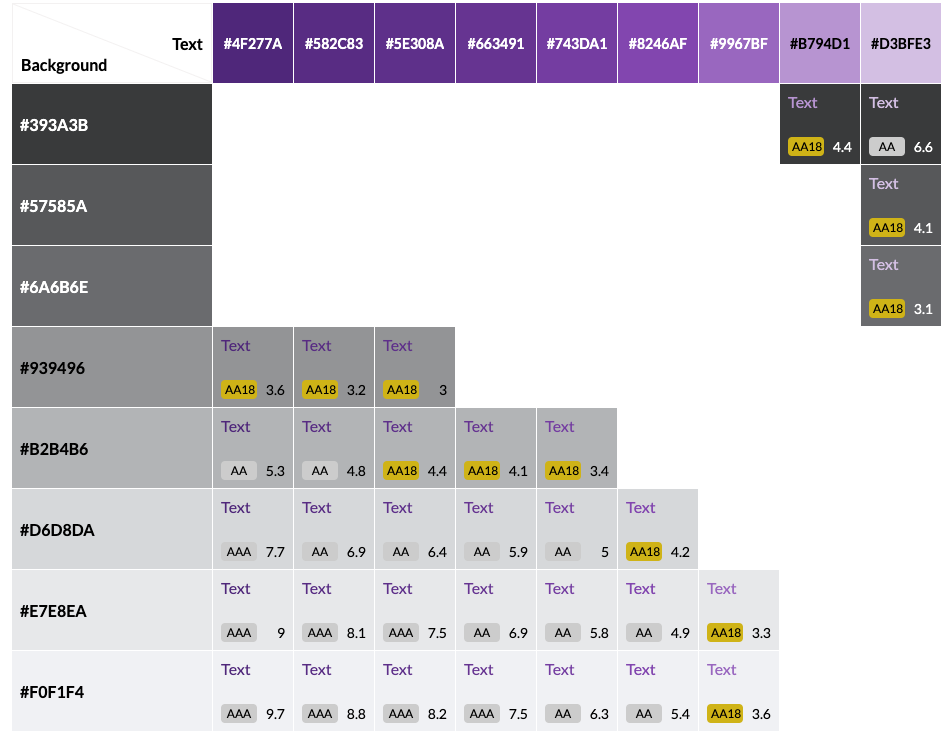 Text
Background
#4F277A #582C83 #5E308A #663491 #743DA1 #8246AF #9967BF #B794D1 #D3BFE3
#393A3B
Text Text
AA18 4.4 AA 6.6
#57585A
Text
AA18 4.1
#6A6B6E
Text
AA18 3.1
#939496
Text Text Text
AA18 3.6 AA18 3.2 AA18 3
#B2B4B6
Text Text Text Text Text
AA 5.3 AA 4.8 AA18 4.4 AA18 4.1 AA18 3.4
#D6D8DA
Text Text Text Text Text Text
AAA 7.7 AA 6.9 AA 6.4 AA 5.9 AA 5 AA18 4.2
#E7E8EA
Text Text Text Text Text Text Text
AAA 9 AAA 8.1 AAA 7.5 AA 6.9 AA 5.8 AA 4.9 AA18 3.3
#F0F1F4
Text Text Text Text Text Text Text
AAA 9.7 AAA 8.8 AAA 8.2 AAA 7.5 AA 6.3 AA 5.4 AA18 3.6